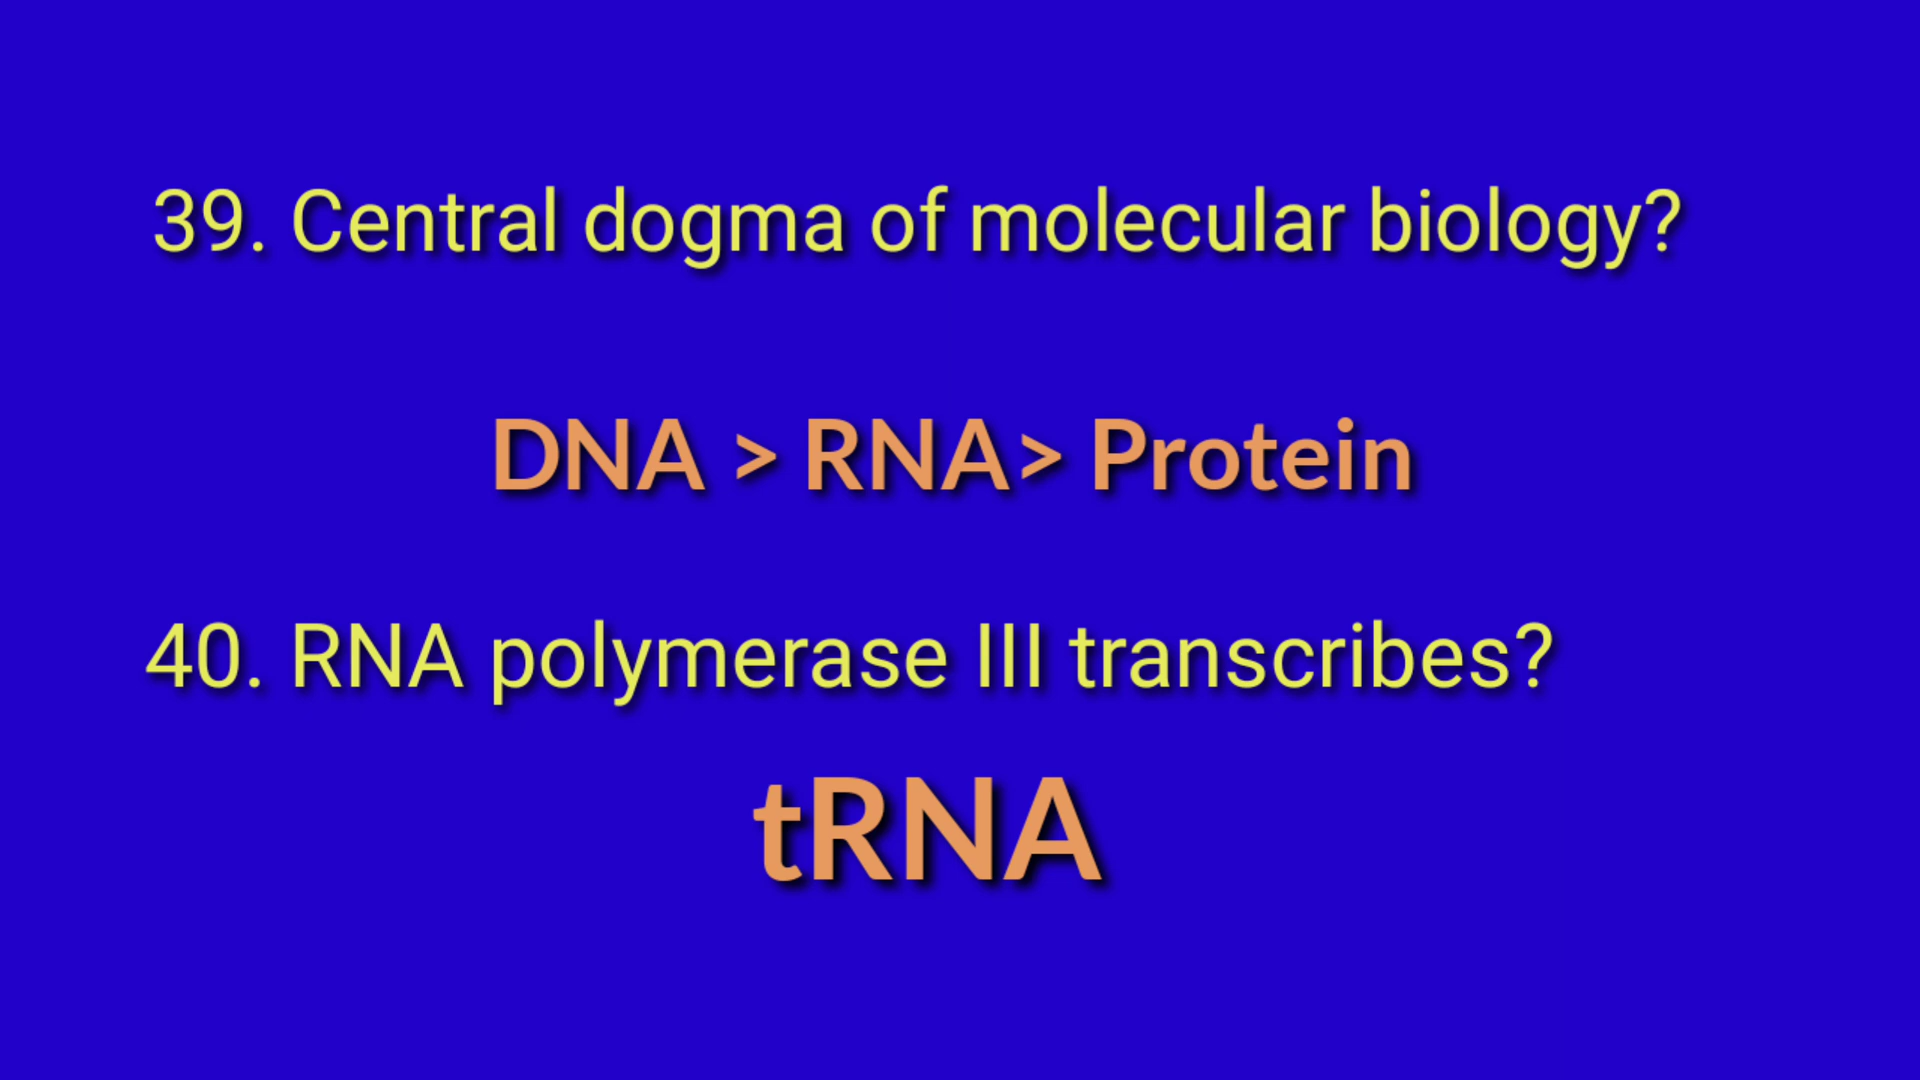 39. Central dogma of molecular biology?
DNA > RNA> Protein
40. RNA polymerase III transcribes?
tRNA